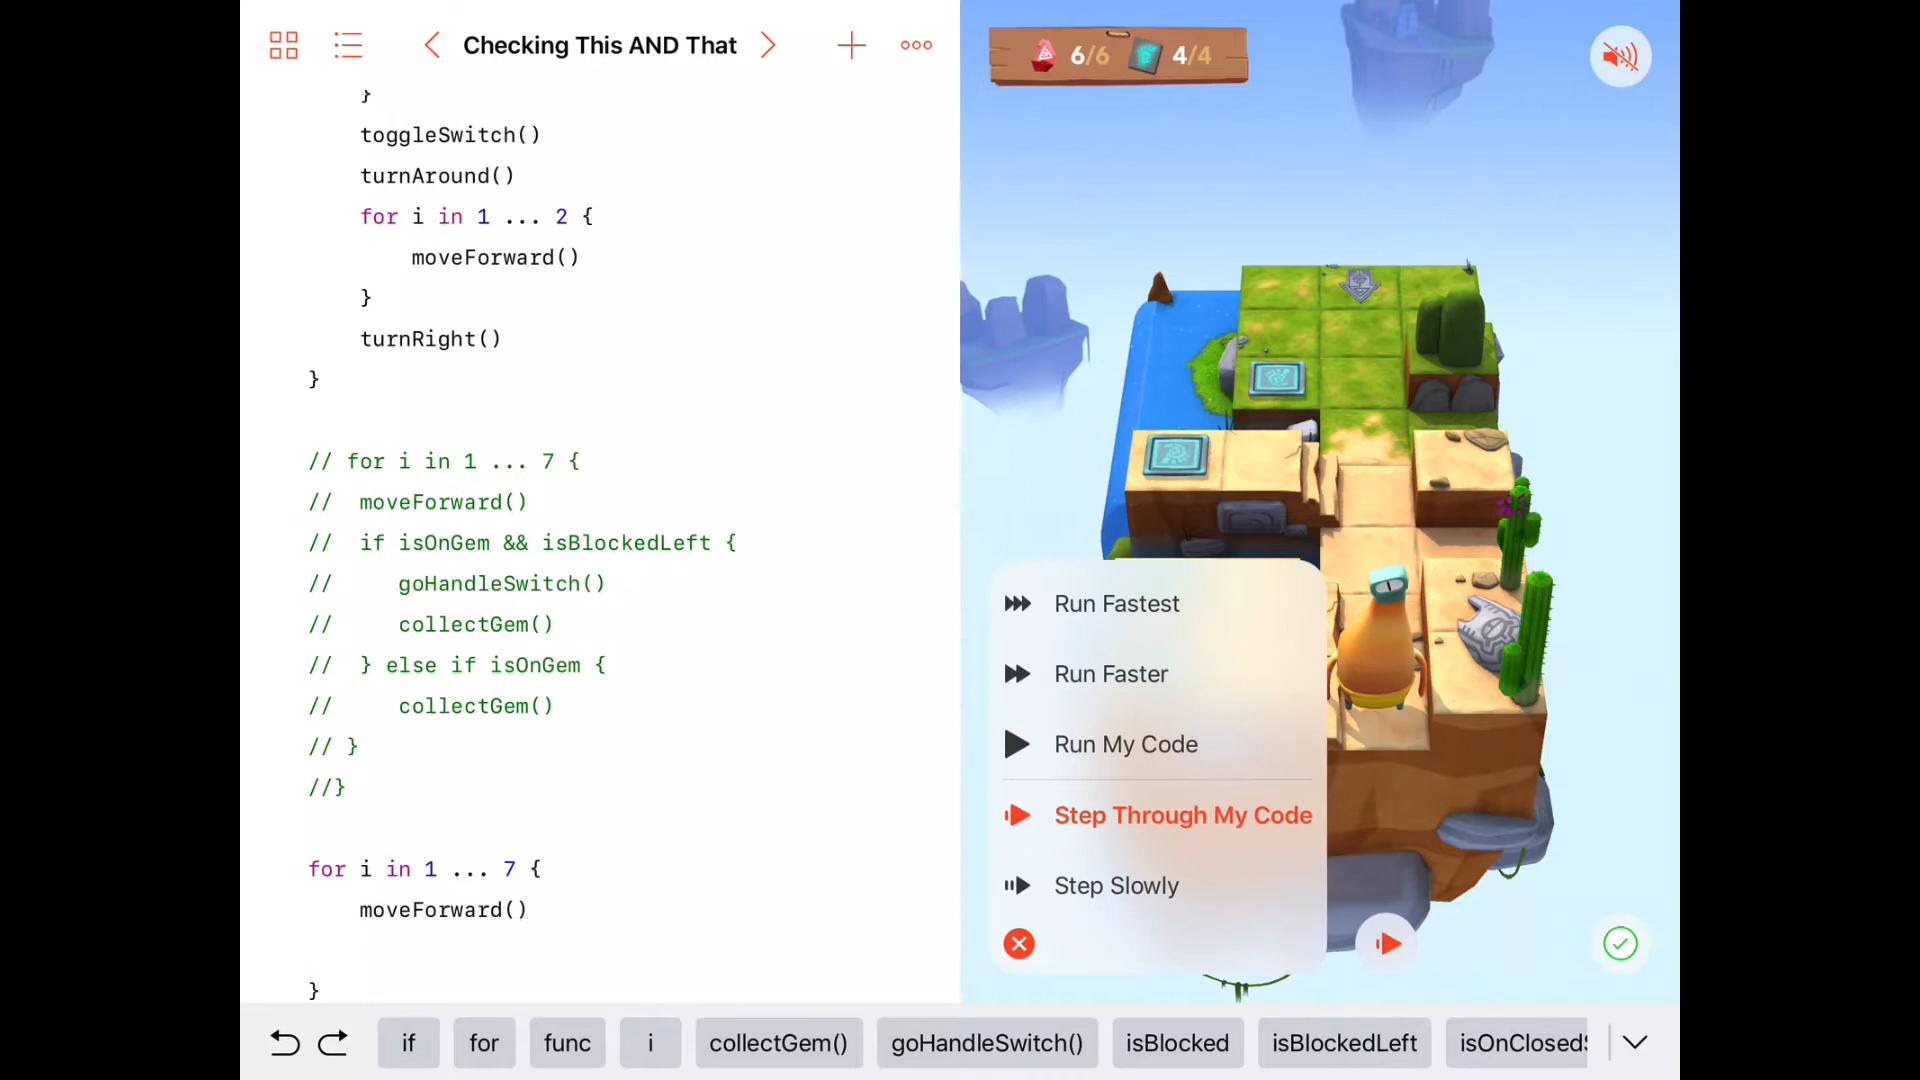 Checking This AND That
}
toggleSwitch()
turnAround()
for i in 1 ... 2 {
moveForward()
}
turnRight()
}
// for i in 1 ... 7 {
// moveForward()
// if isOnGem && isBlockedLeft {
// goHandleSwitch()
// collectGem()
// } else if isOnGem {
// collectGem()
// }
//}
for i in 1 ... 7 {
moveForward()
}
6/6 4/4
Run Fastest
Run Faster
Run My Code
Step Through My Code
Step Slowly
if for func i collectGem() goHandleSwitch() isBlocked isBlockedLeft isOnClosedS